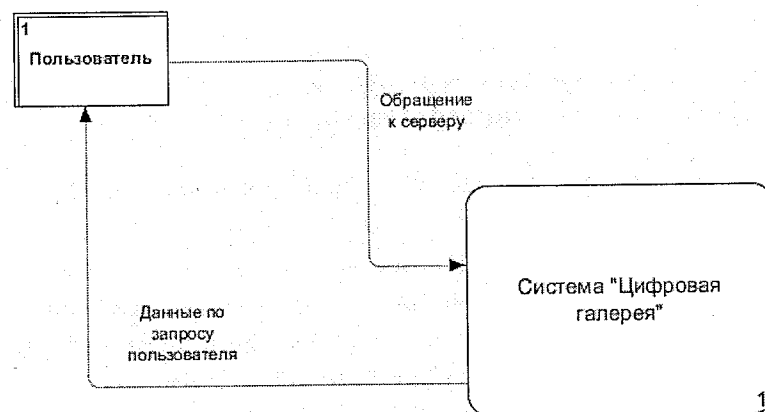 1
Пользователь
Обращение
к серверу
Система "Цифровая
галерея"
Данные по
запросу
пользователя
1